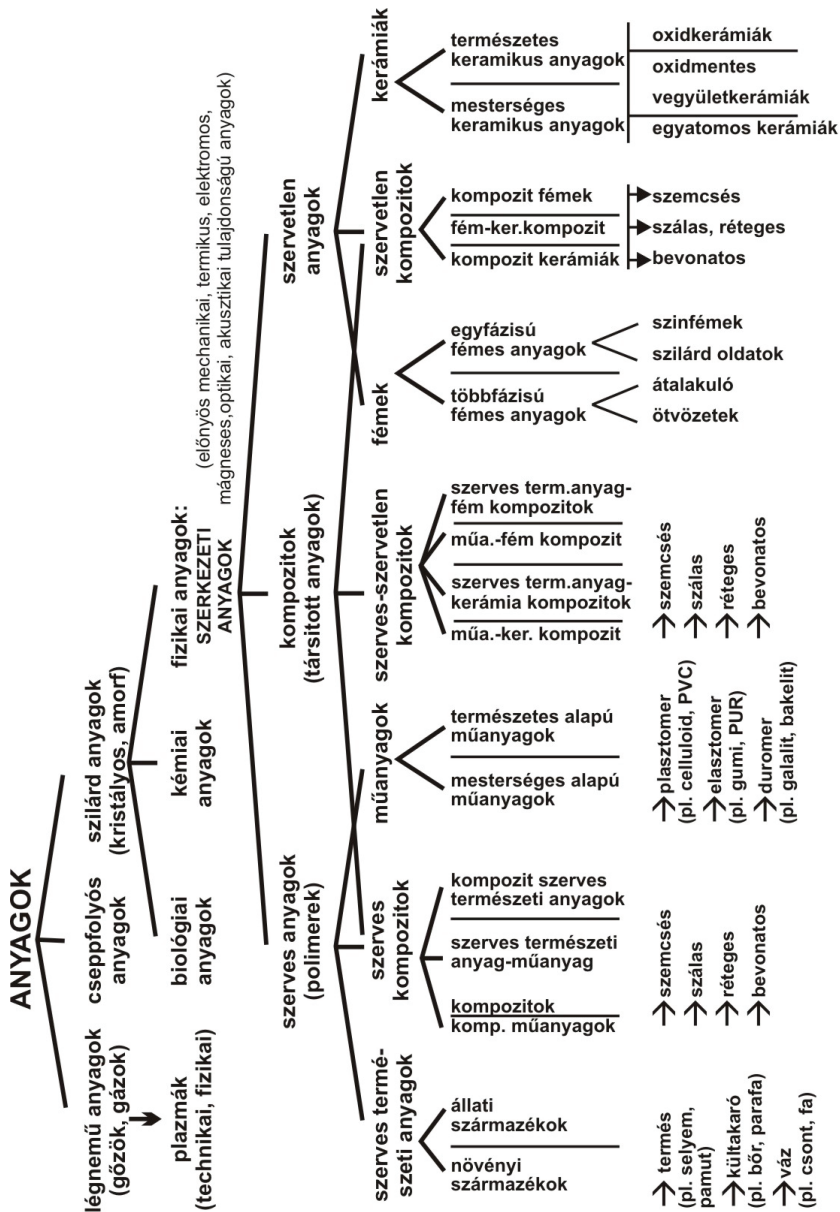 ANYAGOK
légnemű anyagok
(gőzök, gázok)
cseppfolyós
anyagok
szilárd anyagok
(kristályos, amorf)
plazmák
(technikai, fizikai)
biológiai
anyagok
kémiai
anyagok
fizikai anyagok:
SZERKEZETI
ANYAGOK
(előnyös mechanikai, termikus, elektromos,
mágneses,optikai, akusztikai tulajdonságú anyagok)
szerves anyagok
(polimerek)
kompozitok
(társított anyagok)
szervetlen
anyagok
szerves termé-
szeti anyagok
szerves
kompozitok
műanyagok
szerves-szervetlen
kompozitok
fémek
szervetlen
kompozitok
kerámiák
növényi
származékok
állati
származékok
kompozitok
komp. műanyagok
szerves természeti
anyag-műanyag
kompozit szerves
természeti anyagok
mesterséges alapú
műanyagok
természetes alapú
műanyagok
műa.-ker. kompozit
szerves term.anyag-
kerámia kompozitok
műa.-fém kompozit
szerves term.anyag-
fém kompozitok
többfázisú
fémes anyagok
egyfázisú
fémes anyagok
kompozit kerámiák
fém-ker.kompozit
kompozit fémek
mesterséges
keramikus anyagok
természetes
keramikus anyagok
termés
(pl. selyem,
pamut)
kültakaró
(pl. bőr, parafa)
váz
(pl. csont, fa)
szemcsés
szálas
réteges
bevonatos
plasztomer
(pl. celluloid, PVC)
elasztomer
(pl. gumi, PUR)
duromer
(pl. galalit, bakelit)
szemcsés
szálas
réteges
bevonatos
ötvözetek
átalakuló
szilárd oldatok
szinfémek
bevonatos
szálas, réteges
szemcsés
egyatomos kerámiák
vegyületkerámiák
oxidmentes
oxidkerámiák